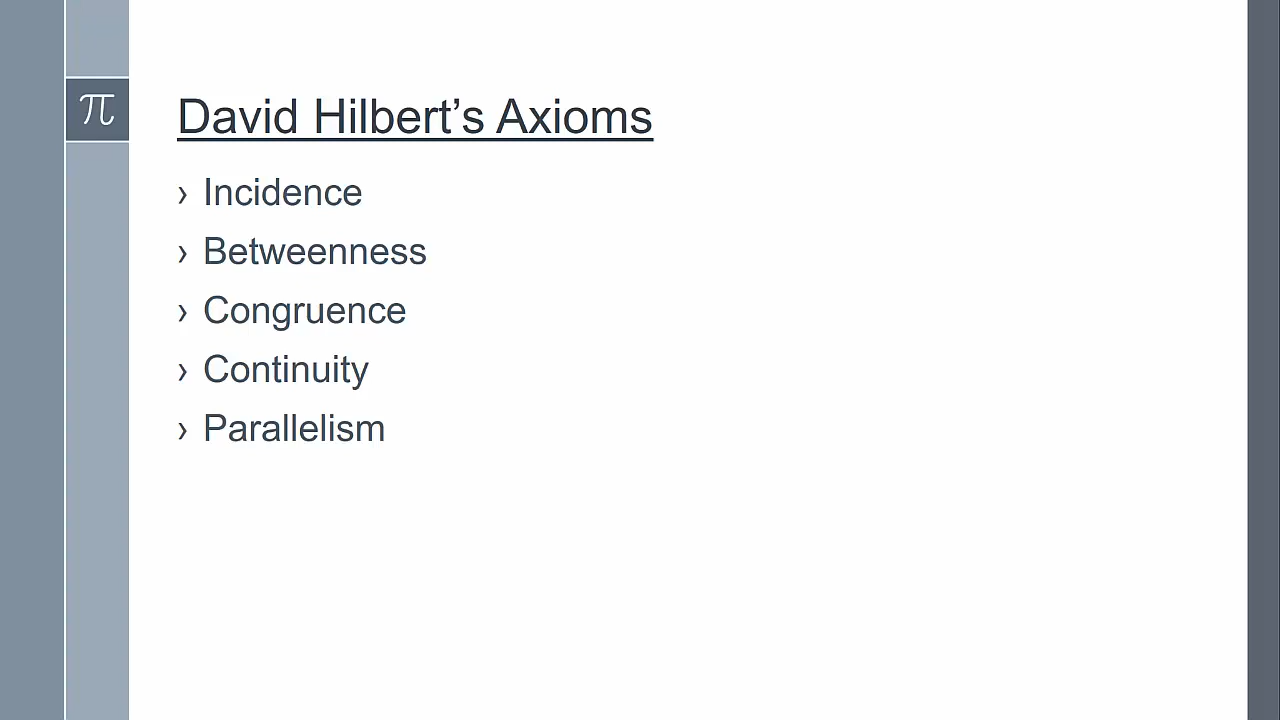 π
David Hilbert’s Axioms
› Incidence
› Betweenness
› Congruence
› Continuity
› Parallelism